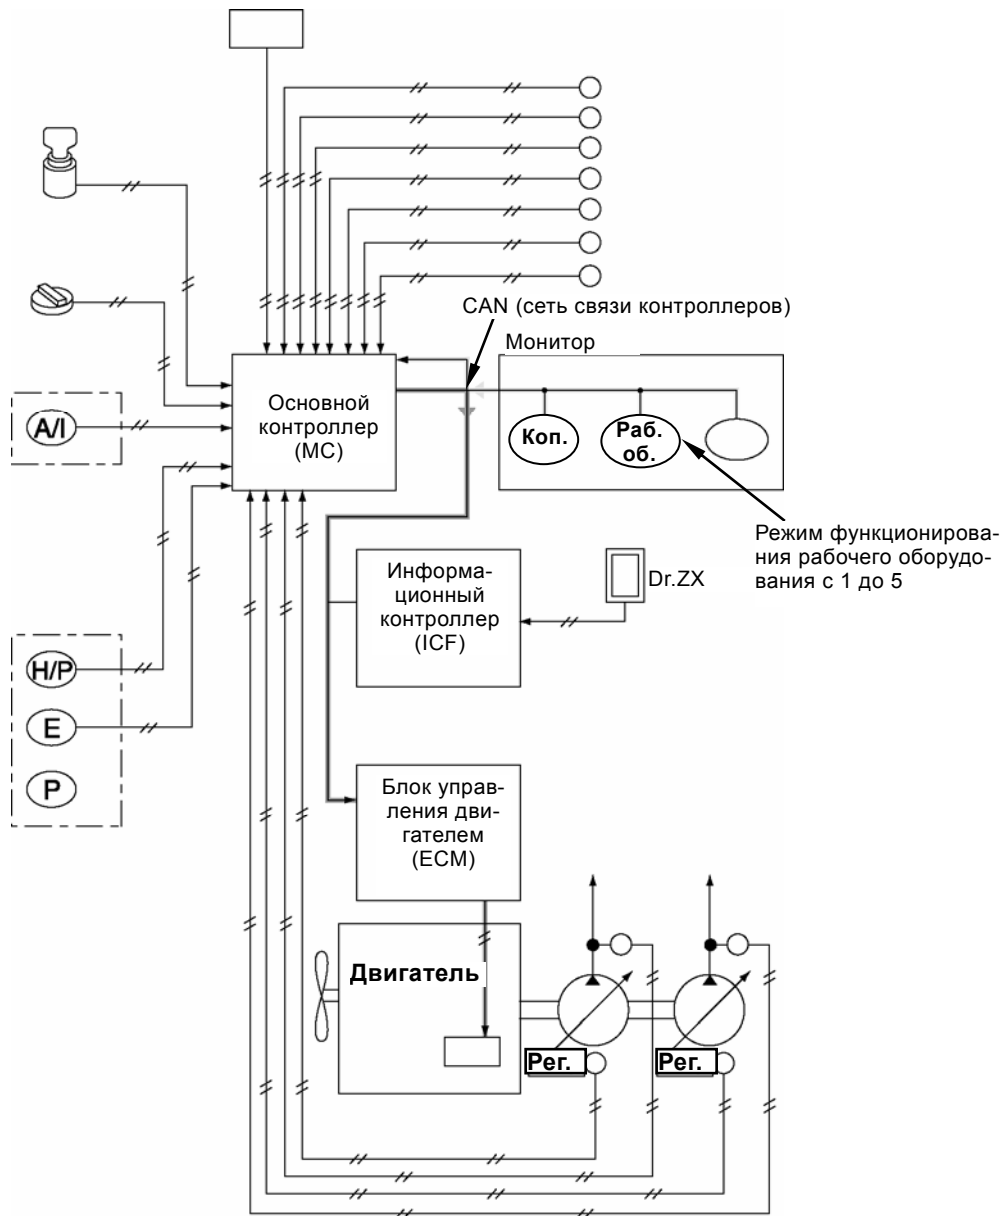 CAN (сеть связи контроллеров)
Монитор
Основной
контроллер
(MC)
A/I
Коп.
Раб.
об.
Режим функционирова-
ния рабочего оборудо-
вания с 1 до 5
Информа-
ционный
контроллер
(ICF)
Dr.ZX
H/P
E
P
Блок управ-
ления дви-
гателем
(ECM)
Двигатель
Рег.
Рег.